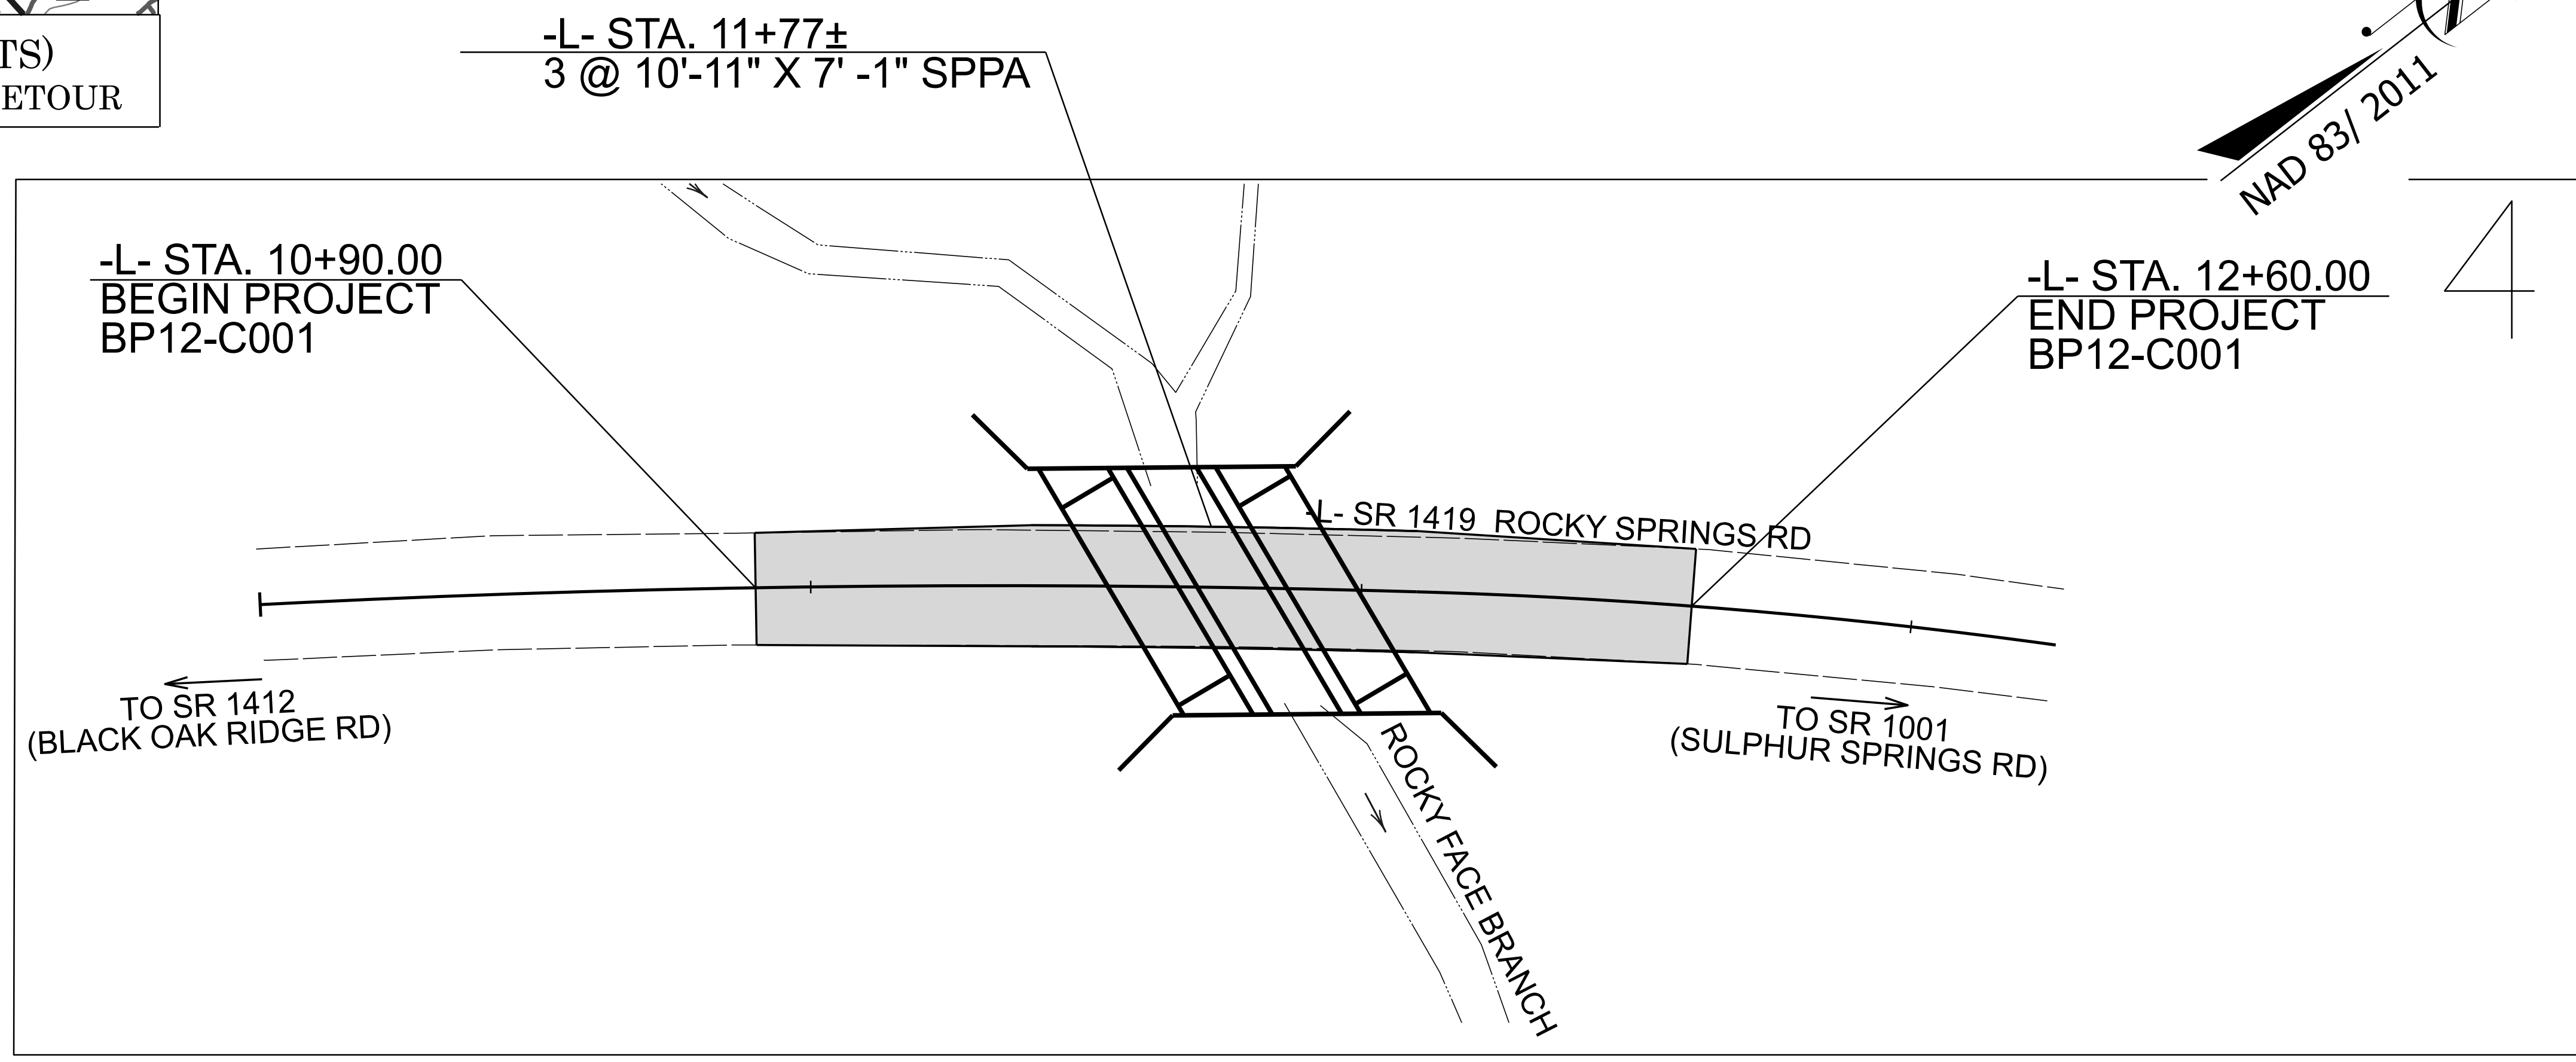 TS)
ETOUR
-L- STA. 11+77±
3 @ 10'-11" X 7' -1" SPPA
NAD 83/ 2011
-L- STA. 10+90.00
BEGIN PROJECT
BP12-C001
-L- STA. 12+60.00
END PROJECT
BP12-C001
4
-L- SR 1419 ROCKY SPRINGS RD
TO SR 1412
(BLACK OAK RIDGE RD)
TO SR 1001
(SULPHUR SPRINGS RD)
ROCKY FACE BRANCH